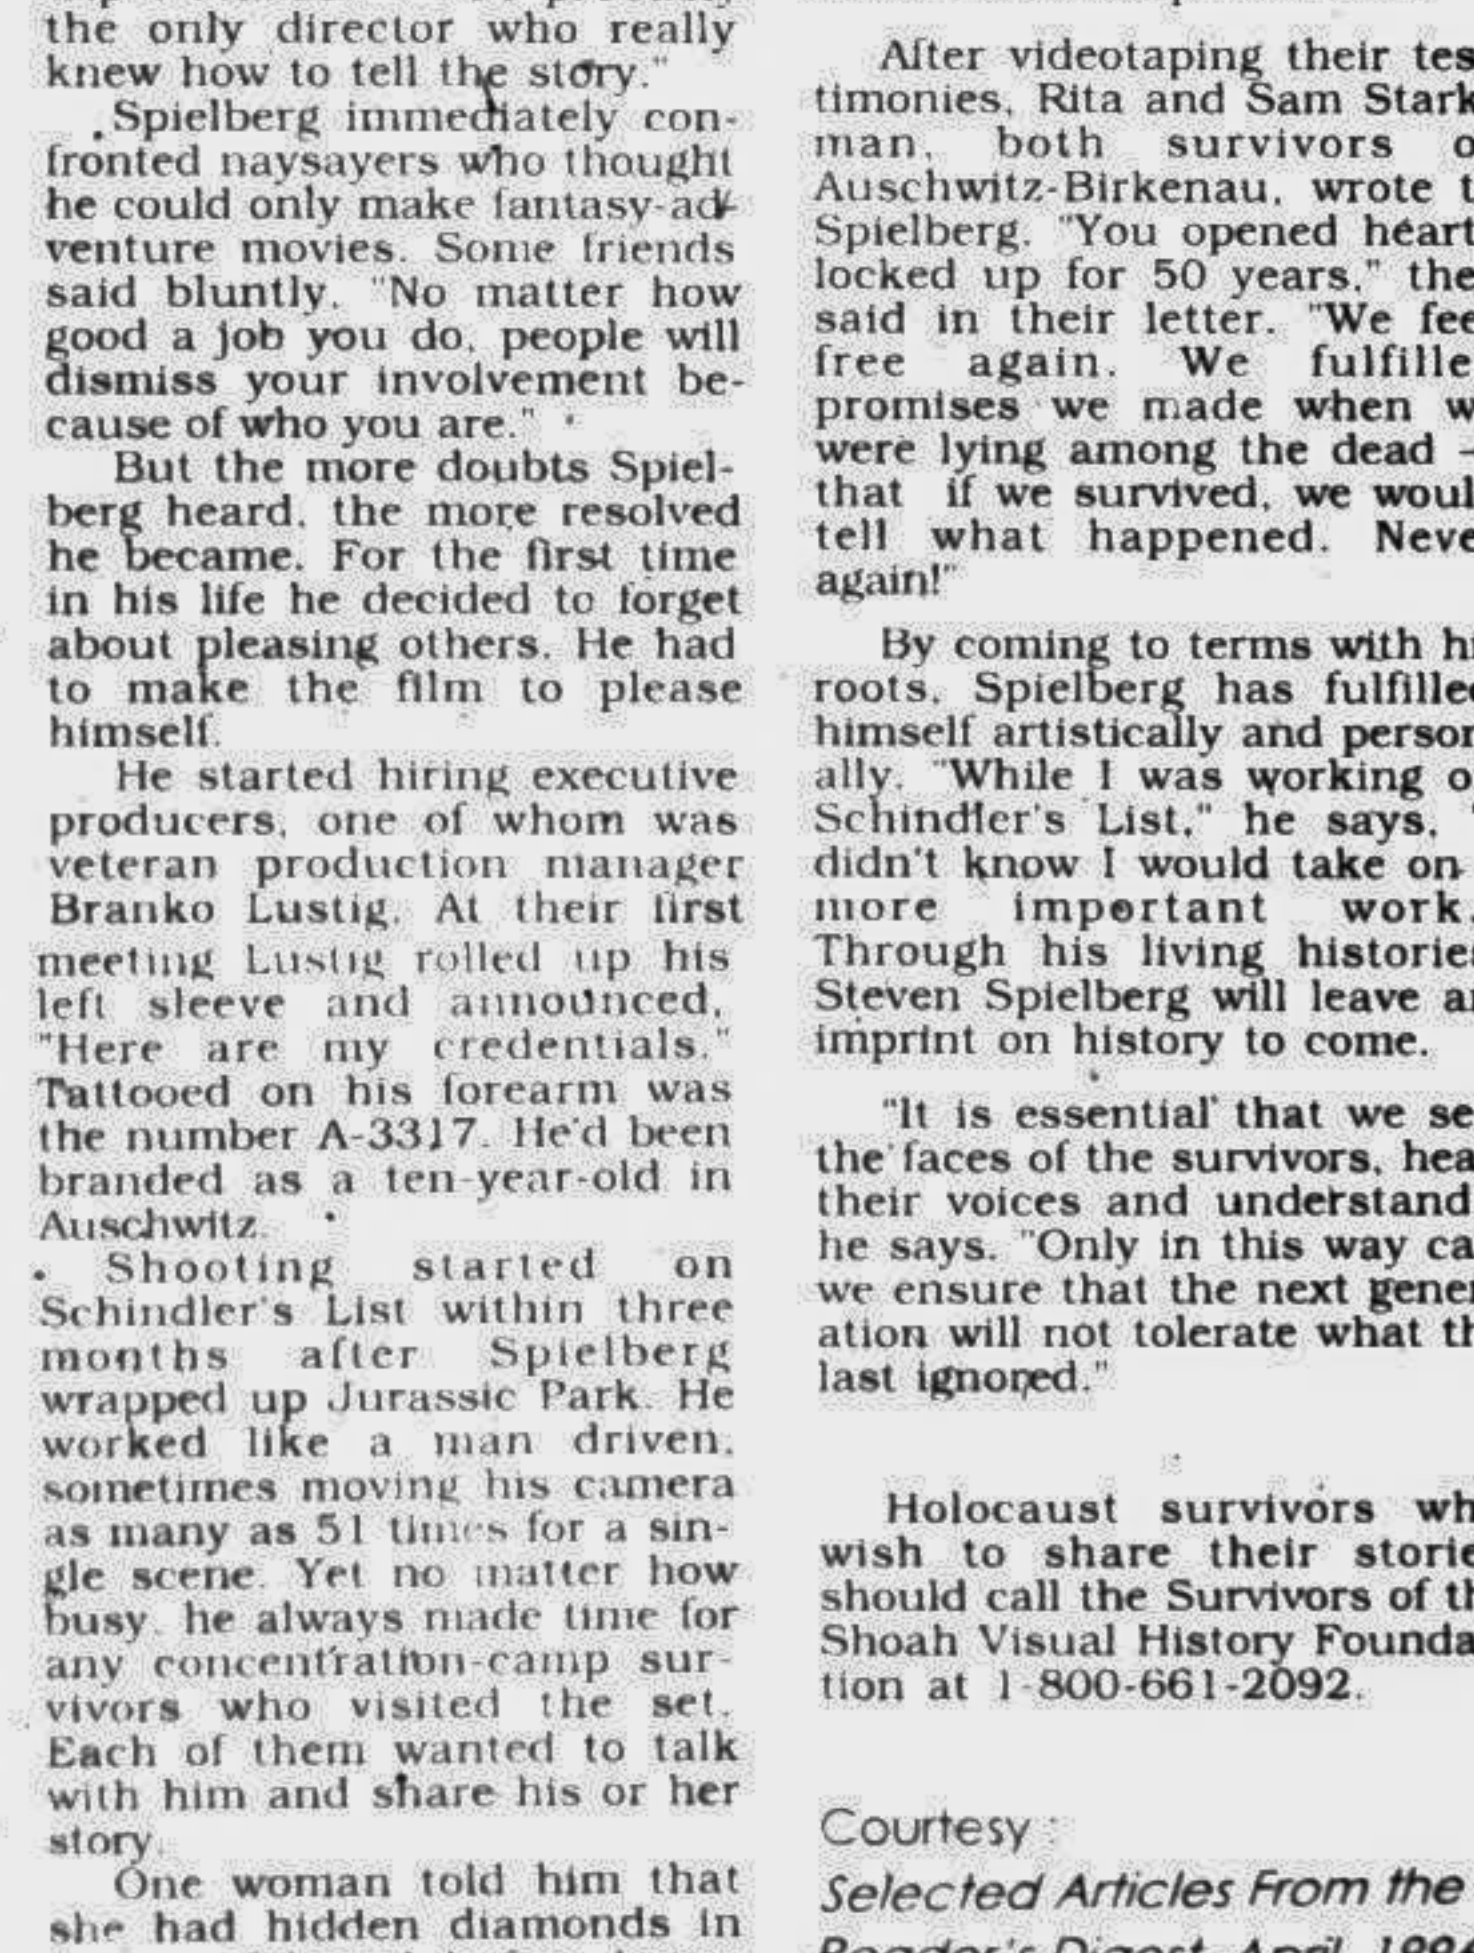 the only director who really
knew how to tell the story."
Spielberg immediately con-
fronted naysayers who thought
he could only make fantasy-ad-
venture movies. Some friends
said bluntly, "No matter how
good a job you do, people will
dismiss your involvement be-
cause of who you are."
But the more doubts Spiel-
berg heard, the more resolved
he became. For the first time
in his life he decided to forget
about pleasing others. He had
to make the film to please
himself.
He started hiring executive
producers, one of whom was
veteran production manager
Branko Lustig. At their first
meeting Lustig rolled up his
left sleeve and announced,
"Here are my credentials."
Tattooed on his forearm was
the number A-3317. He'd been
branded as a ten-year-old in
Auschwitz.
Shooting started on
Schindler's List within three
months after Spielberg
wrapped up Jurassic Park. He
worked like a man driven,
sometimes moving his camera
as many as 51 times for a sin-
gle scene. Yet no matter how
busy, he always made time for
any concentration-camp sur-
vivors who visited the set.
Each of them wanted to talk
with him and share his or her
story.
One woman told him that
she had hidden diamonds in
After videotaping their tes
timonies, Rita and Sam Stark
man, both survivors o
Auschwitz-Birkenau, wrote t
Spielberg. "You opened heart
locked up for 50 years," the
said in their letter. "We fee
free again. We fulfille
promises we made when w
were lying among the dead -
that if we survived, we woul
tell what happened. Neve
again!"
By coming to terms with hi
roots, Spielberg has fulfilled
himself artistically and person
ally. "While I was working o
Schindler's List," he says, "
didn't know I would take on
more important work.
Through his living histories
Steven Spielberg will leave an
imprint on history to come.
"It is essential that we se
the faces of the survivors, hea
their voices and understand
he says. "Only in this way ca
we ensure that the next gener
ation will not tolerate what th
last ignored."
Holocaust survivors wh
wish to share their storie
should call the Survivors of th
Shoah Visual History Founda
tion at 1-800-661-2092.
Courtesy :
Selected Articles From the
Reader's Digest, April, 199